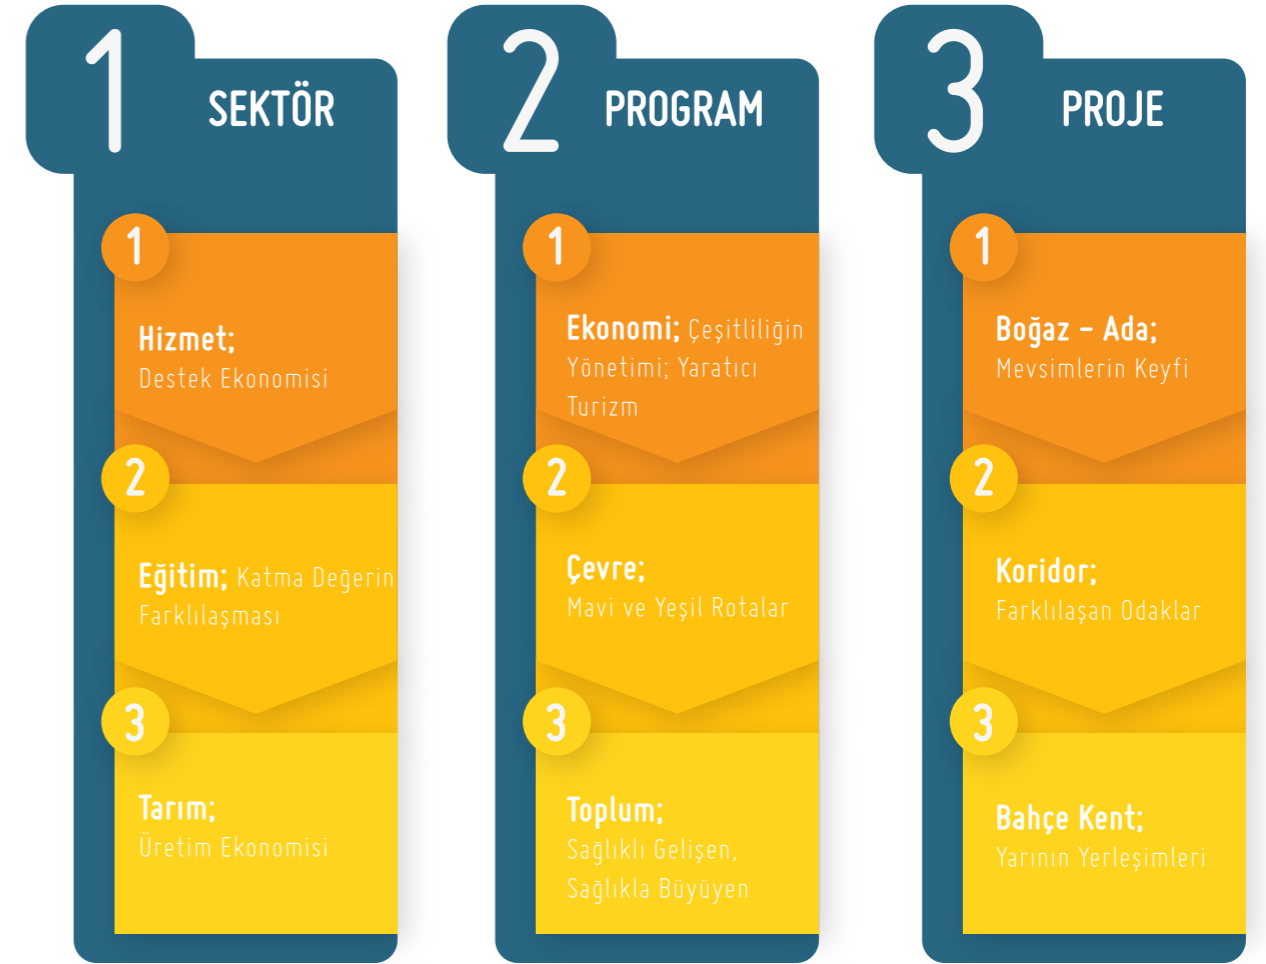 1
SEKTÖR
1
Hizmet;
Destek Ekonomisi
2
Eğitim; Katma Değerin
Farklılaşması
3
Tarım;
Üretim Ekonomisi
2
PROGRAM
1
Ekonomi; Çeşitliliğin
Yönetimi; Yaratıcı
Turizm
2
Çevre;
Mavi ve Yeşil Rotalar
3
Toplum;
Sağlıklı Gelişen,
Sağlıkla Büyüyen
3
PROJE
1
Boğaz - Ada;
Mevsimlerin Keyfi
2
Koridor;
Farklılaşan Odaklar
3
Bahçe Kent;
Yarının Yerleşimleri